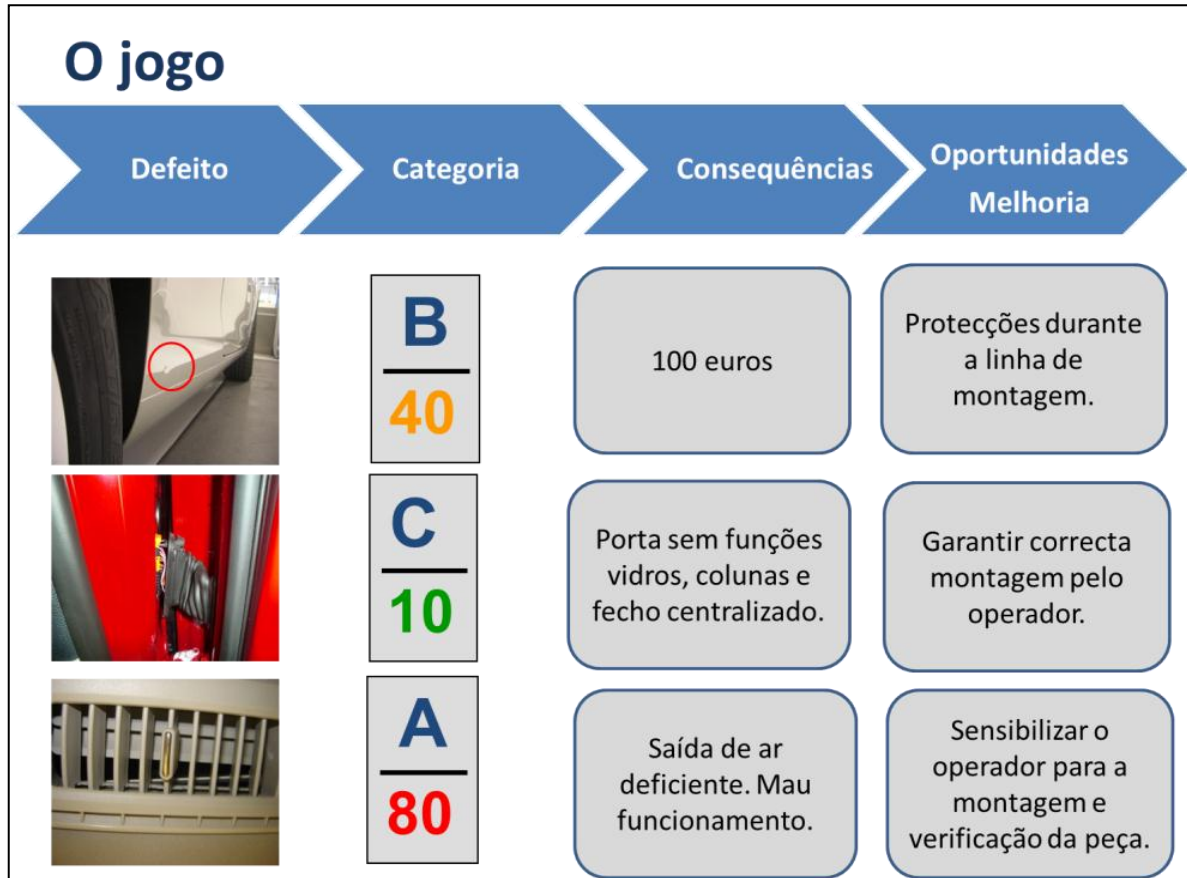 O jogo
Defeito
Categoria
Consequências
Oportunidades
Melhoria
B
40
100 euros
Protecções durante
a linha de
montagem.
C
10
Porta sem funções
vidros, colunas e
fecho centralizado.
Garantir correcta
montagem pelo
operador.
A
80
Saída de ar
deficiente. Mau
funcionamento.
Sensibilizar o
operador para a
montagem e
verificação da peça.